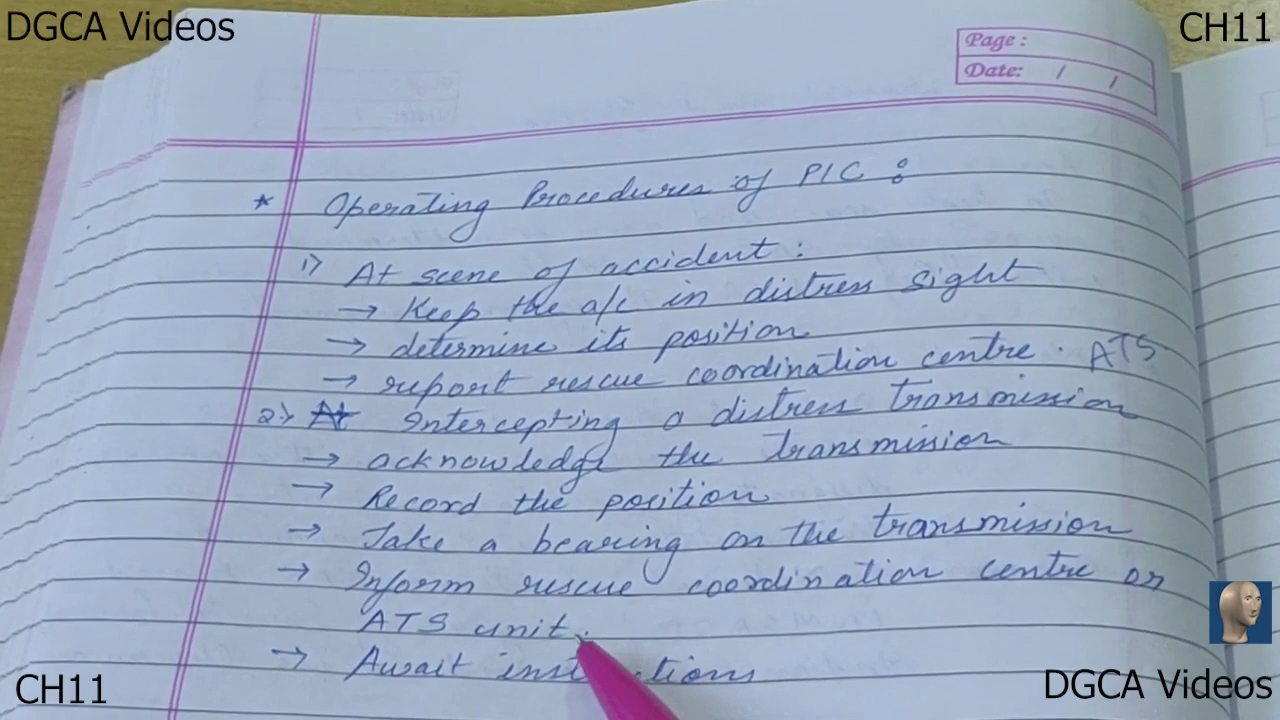 DGCA Videos
CH11
Page :
Date: / /
* Operating Procedures of PIC :
1) At scene of accident :
→ Keep the a/c in distress sight
→ determine its position
→ report rescue coordination centre . ATS
2) At Intercepting a distress transmission
→ acknowledge the transmission
→ Record the position
→ Take a bearing on the transmission
→ Inform rescue coordination centre or
ATS unit.
→ Await
CH11
DGCA Videos